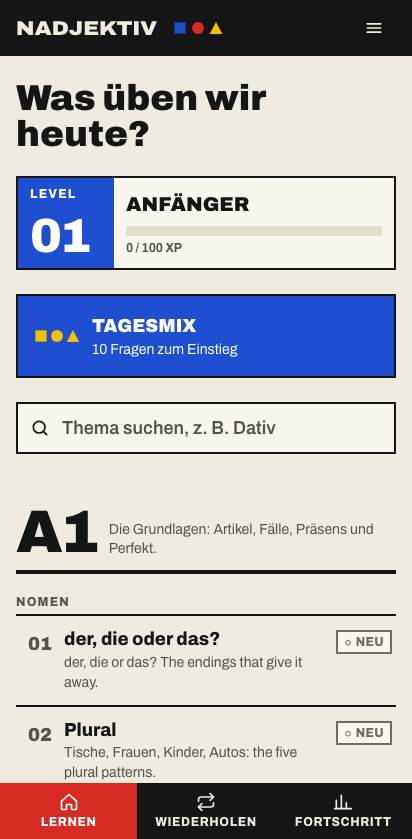 NADJEKTIV
Was üben wir
heute?
LEVEL
01
ANFÄNGER
0 / 100 XP
TAGESMIX
10 Fragen zum Einstieg
Thema suchen, z. B. Dativ
A1
Die Grundlagen: Artikel, Fälle, Präsens und
Perfekt.
NOMEN
01
der, die oder das?
NEU
der, die or das? The endings that give it
away.
02
Plural
NEU
Tische, Frauen, Kinder, Autos: the five
plural patterns.
LERNEN
WIEDERHOLEN
FORTSCHRITT